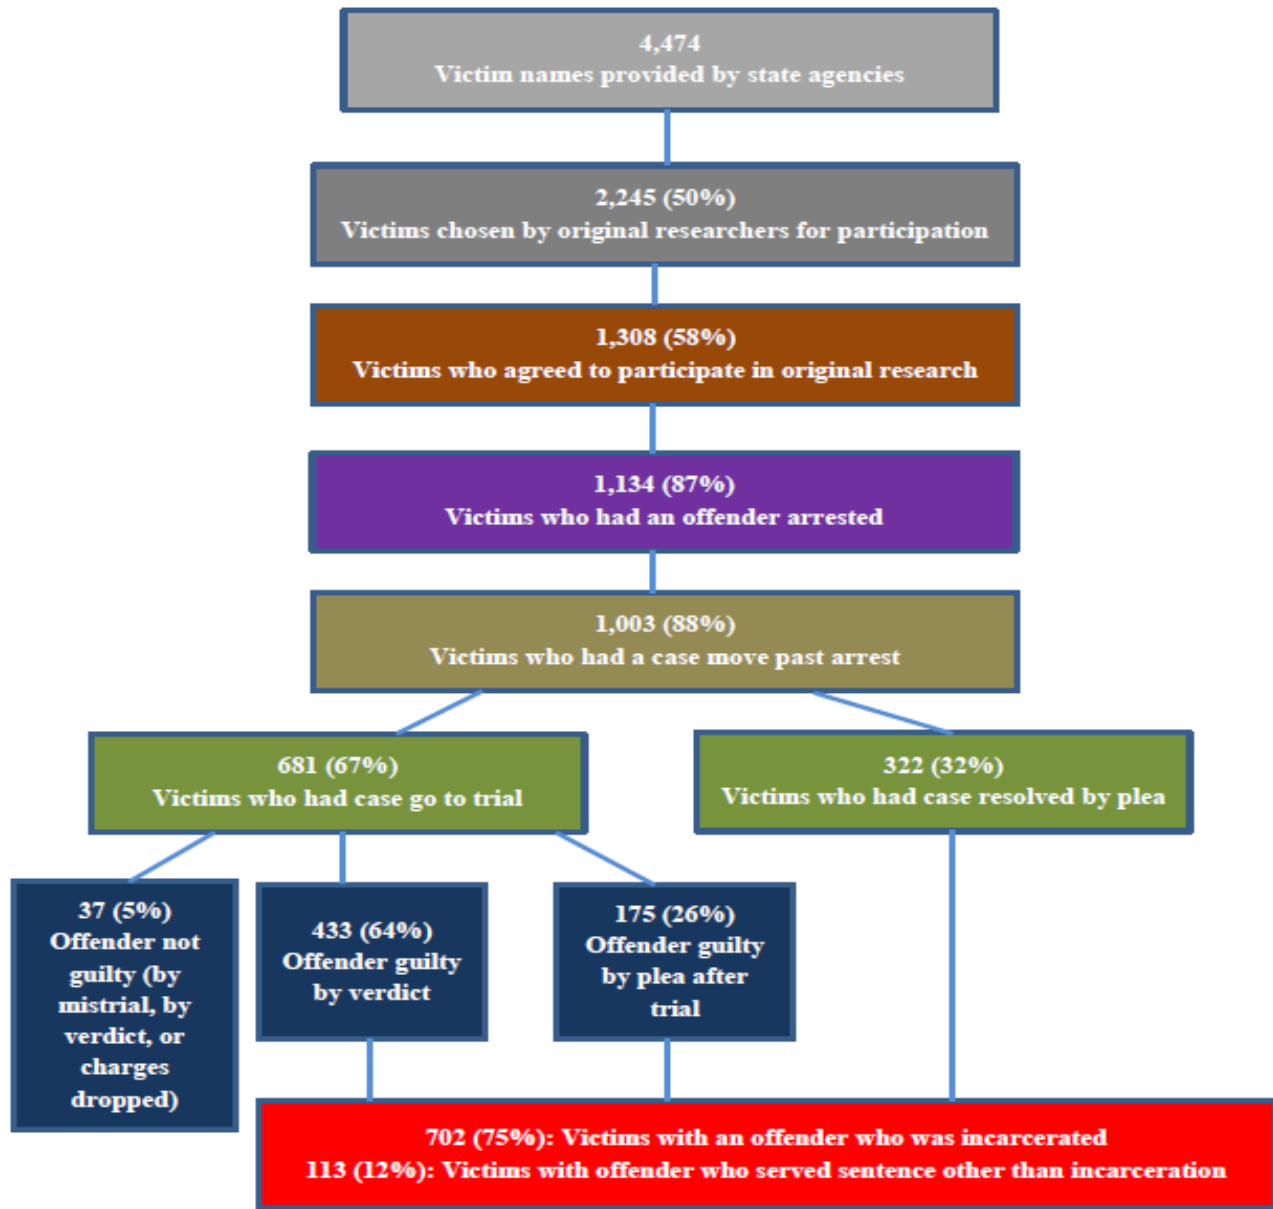 4,474
Victim names provided by state agencies
2,245 (50%)
Victims chosen by original researchers for participation
1,308 (58%)
Victims who agreed to participate in original research
1,134 (87%)
Victims who had an offender arrested
1,003 (88%)
Victims who had a case move past arrest
681 (67%)
Victims who had case go to trial
322 (32%)
Victims who had case resolved by plea
37 (5%)
Offender not
guilty (by
mistrial, by
verdict, or
charges
dropped)
433 (64%)
Offender guilty
by verdict
175 (26%)
Offender guilty
by plea after
trial
702 (75%): Victims with an offender who was incarcerated
113 (12%): Victims with offender who served sentence other than incarceration